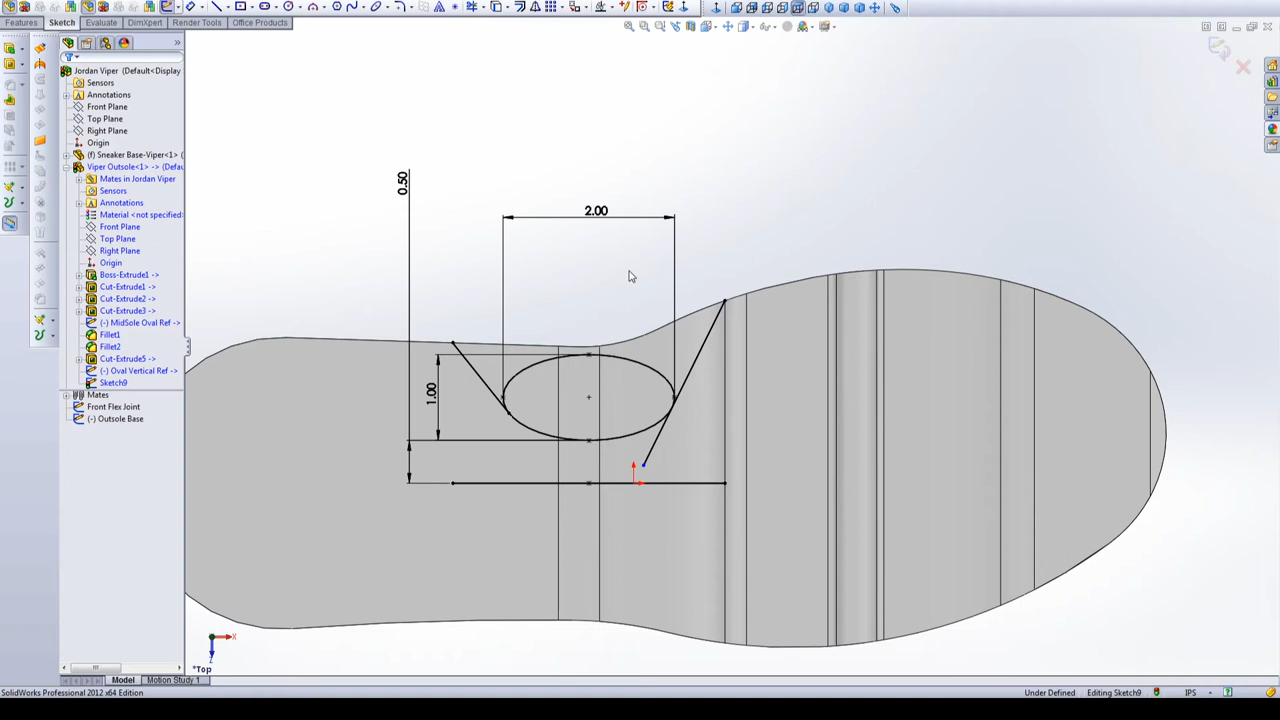 Features Sketch Evaluate DimXpert Render Tools Office Products
Jordan Viper (Default<Display
Sensors
Annotations
Front Plane
Top Plane
Right Plane
Origin
(f) Sneaker Base-Viper<1> (
Viper Outsole<1> -> (Defau
Mates in Jordan Viper
Sensors
Annotations
Material <not specified>
Front Plane
Top Plane
Right Plane
Origin
Boss-Extrude1 ->
Cut-Extrude1 ->
Cut-Extrude2 ->
Cut-Extrude3 ->
(-) MidSole Oval Ref ->
Fillet1
Fillet2
Cut-Extrude5 ->
(-) Oval Vertical Ref ->
Sketch9
Mates
Front Flex Joint
(-) Outsole Base
0.50
2.00
1.00
X
*Top
Model Motion Study 1
SolidWorks Professional 2012 x64 Edition
Under Defined Editing Sketch9 IPS